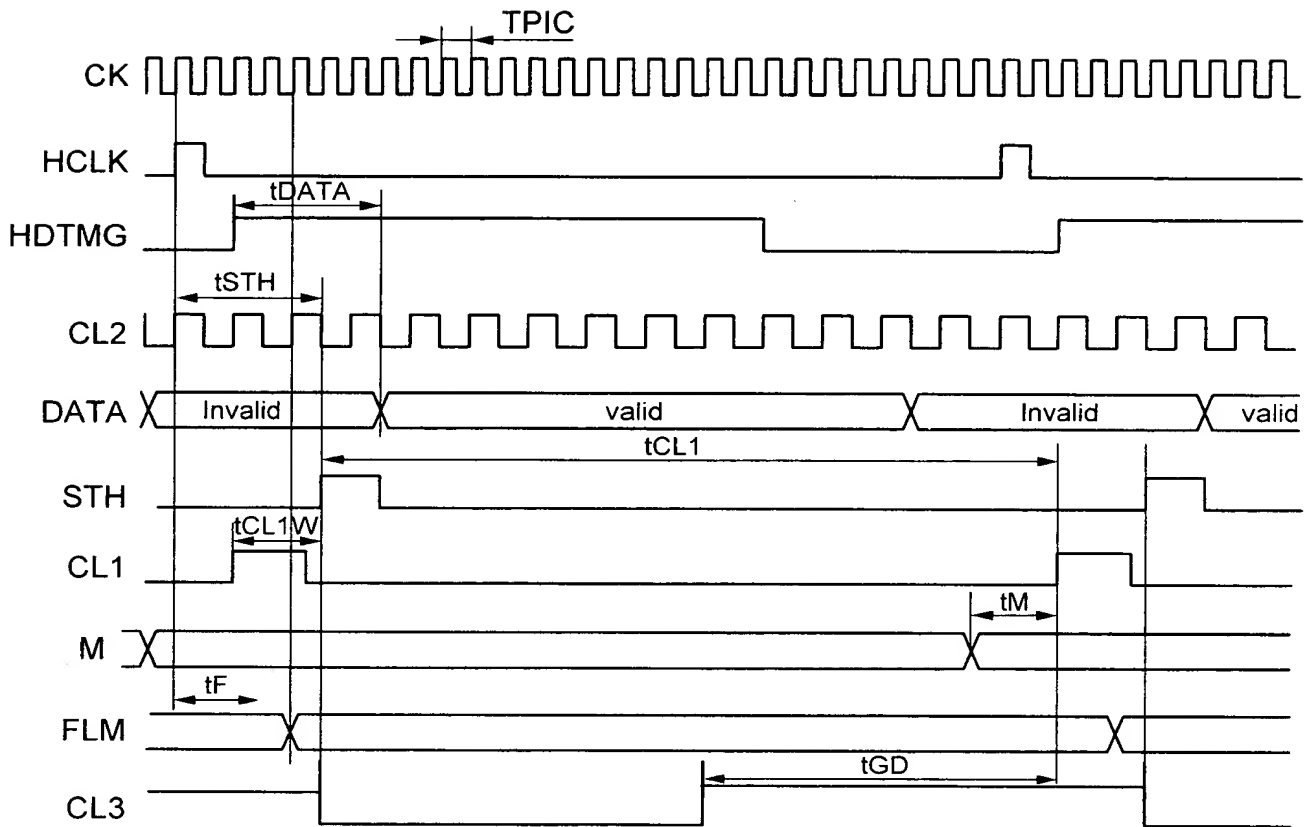 TPIC
CK
HCLK
tDATA
HDTMG
tSTH
CL2
DATA Invalid valid Invalid valid
tCL1
STH
tCL1W
CL1
tM
M
tF
FLM
tGD
CL3